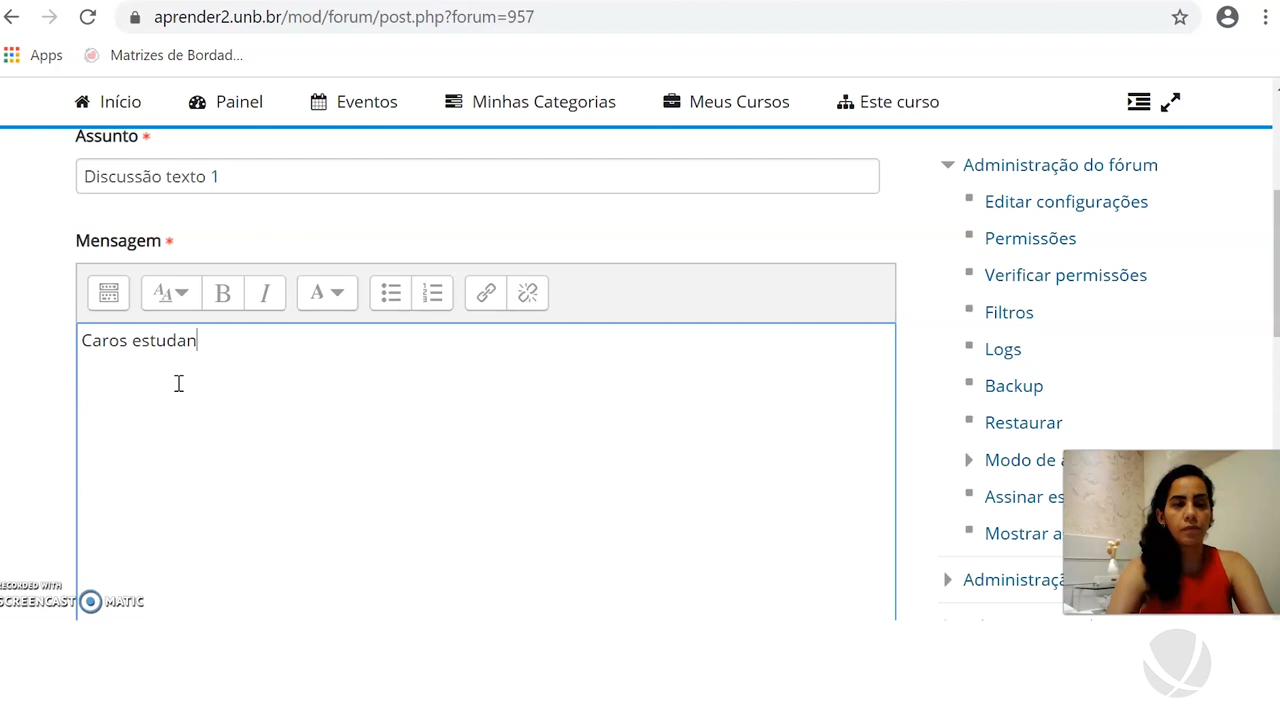 aprender2.unb.br/mod/forum/post.php?forum=957
Apps Matrizes de Bordad...
Início Painel Eventos Minhas Categorias Meus Cursos Este curso
Assunto *
Discussão texto 1
Mensagem *
Caros estudan
Administração do fórum
Editar configurações
Permissões
Verificar permissões
Filtros
Logs
Backup
Restaurar
Modo de a
Assinar es
Mostrar a
Administraçã
RECORDED WITH
SCREENCAST MATIC